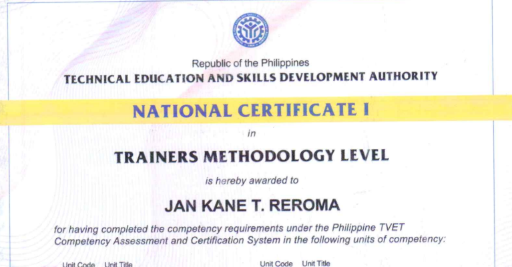 Republic of the Philippines
TECHNICAL EDUCATION AND SKILLS DEVELOPMENT AUTHORITY
NATIONAL CERTIFICATE I
in
TRAINERS METHODOLOGY LEVEL
is hereby awarded to
JAN KANE T. REROMA
for having completed the competency requirements under the Philippine TVET
Competency Assessment and Certification System in the following units of competency:
Unit Code Unit Title Unit Code Unit Title